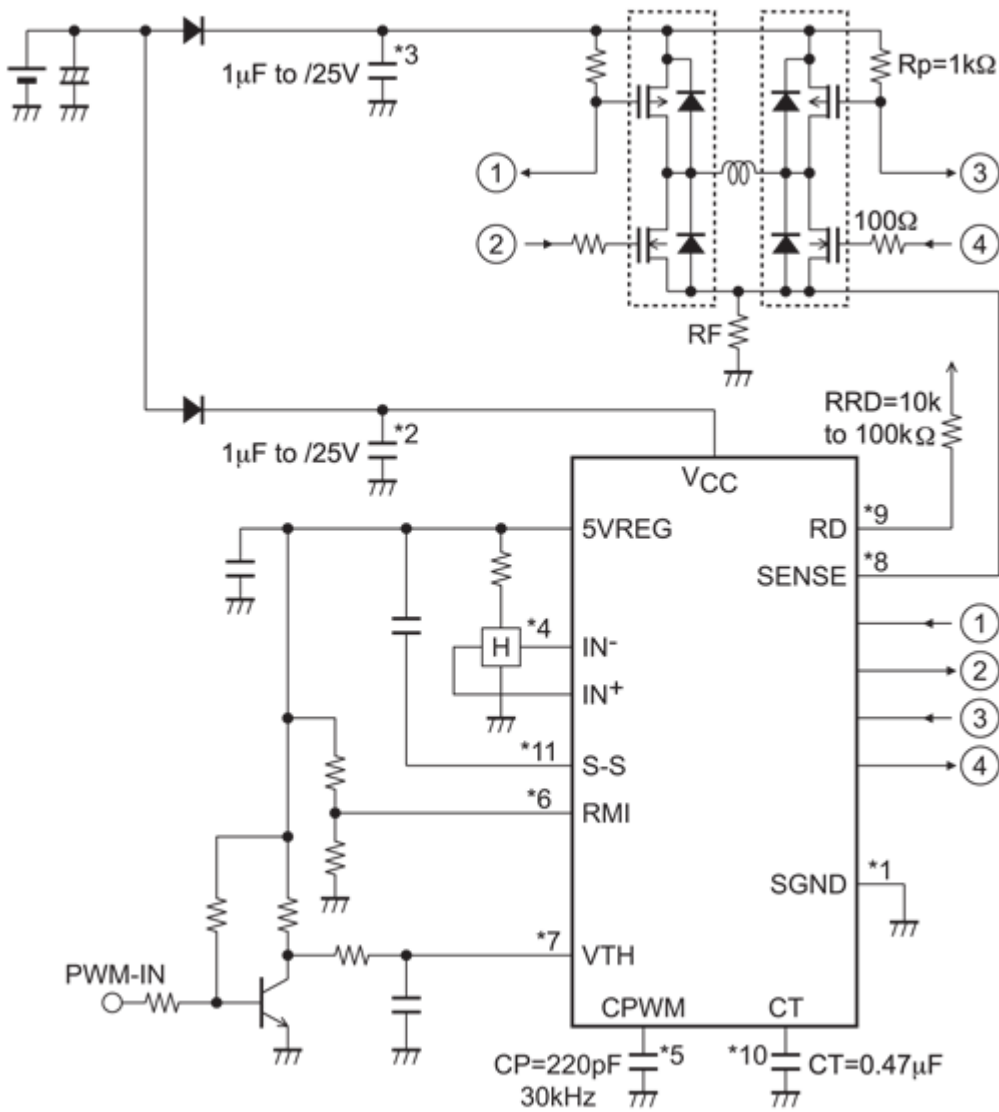 *3
1μF to /25V
Rp=1kΩ
1
3
2
100Ω
4
RF
*2
1μF to /25V
RRD=10k
to 100kΩ
VCC
5VREG
RD
*9
SENSE
*8
*4
H
IN-
IN+
1
2
3
4
*11
S-S
*6
RMI
SGND
*1
*7
VTH
PWM-IN
CPWM
CT
CP=220pF
*5
30kHz
*10
CT=0.47μF